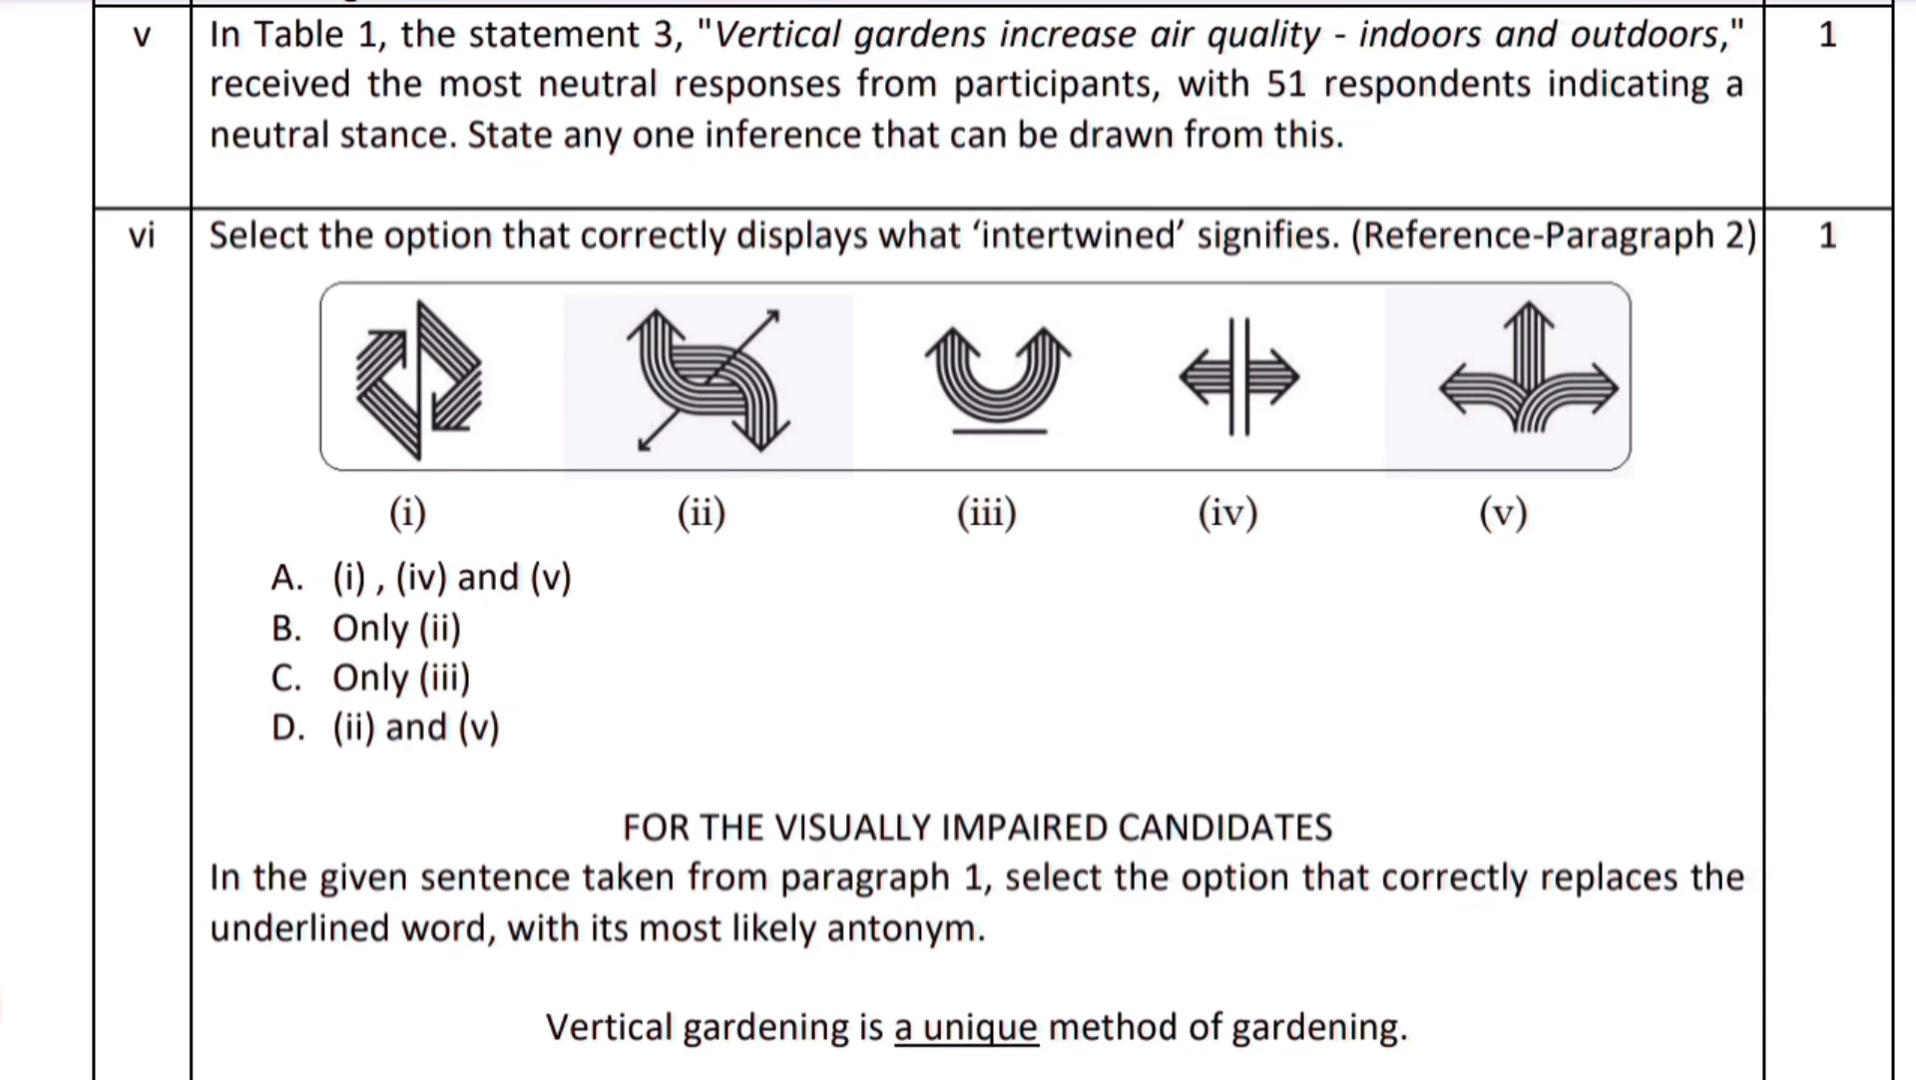 v In Table 1, the statement 3, "Vertical gardens increase air quality - indoors and outdoors," 1
received the most neutral responses from participants, with 51 respondents indicating a
neutral stance. State any one inference that can be drawn from this.
vi Select the option that correctly displays what ‘intertwined’ signifies. (Reference-Paragraph 2) 1
(i) (ii) (iii) (iv) (v)
A. (i) , (iv) and (v)
B. Only (ii)
C. Only (iii)
D. (ii) and (v)
FOR THE VISUALLY IMPAIRED CANDIDATES
In the given sentence taken from paragraph 1, select the option that correctly replaces the
underlined word, with its most likely antonym.
Vertical gardening is a unique method of gardening.